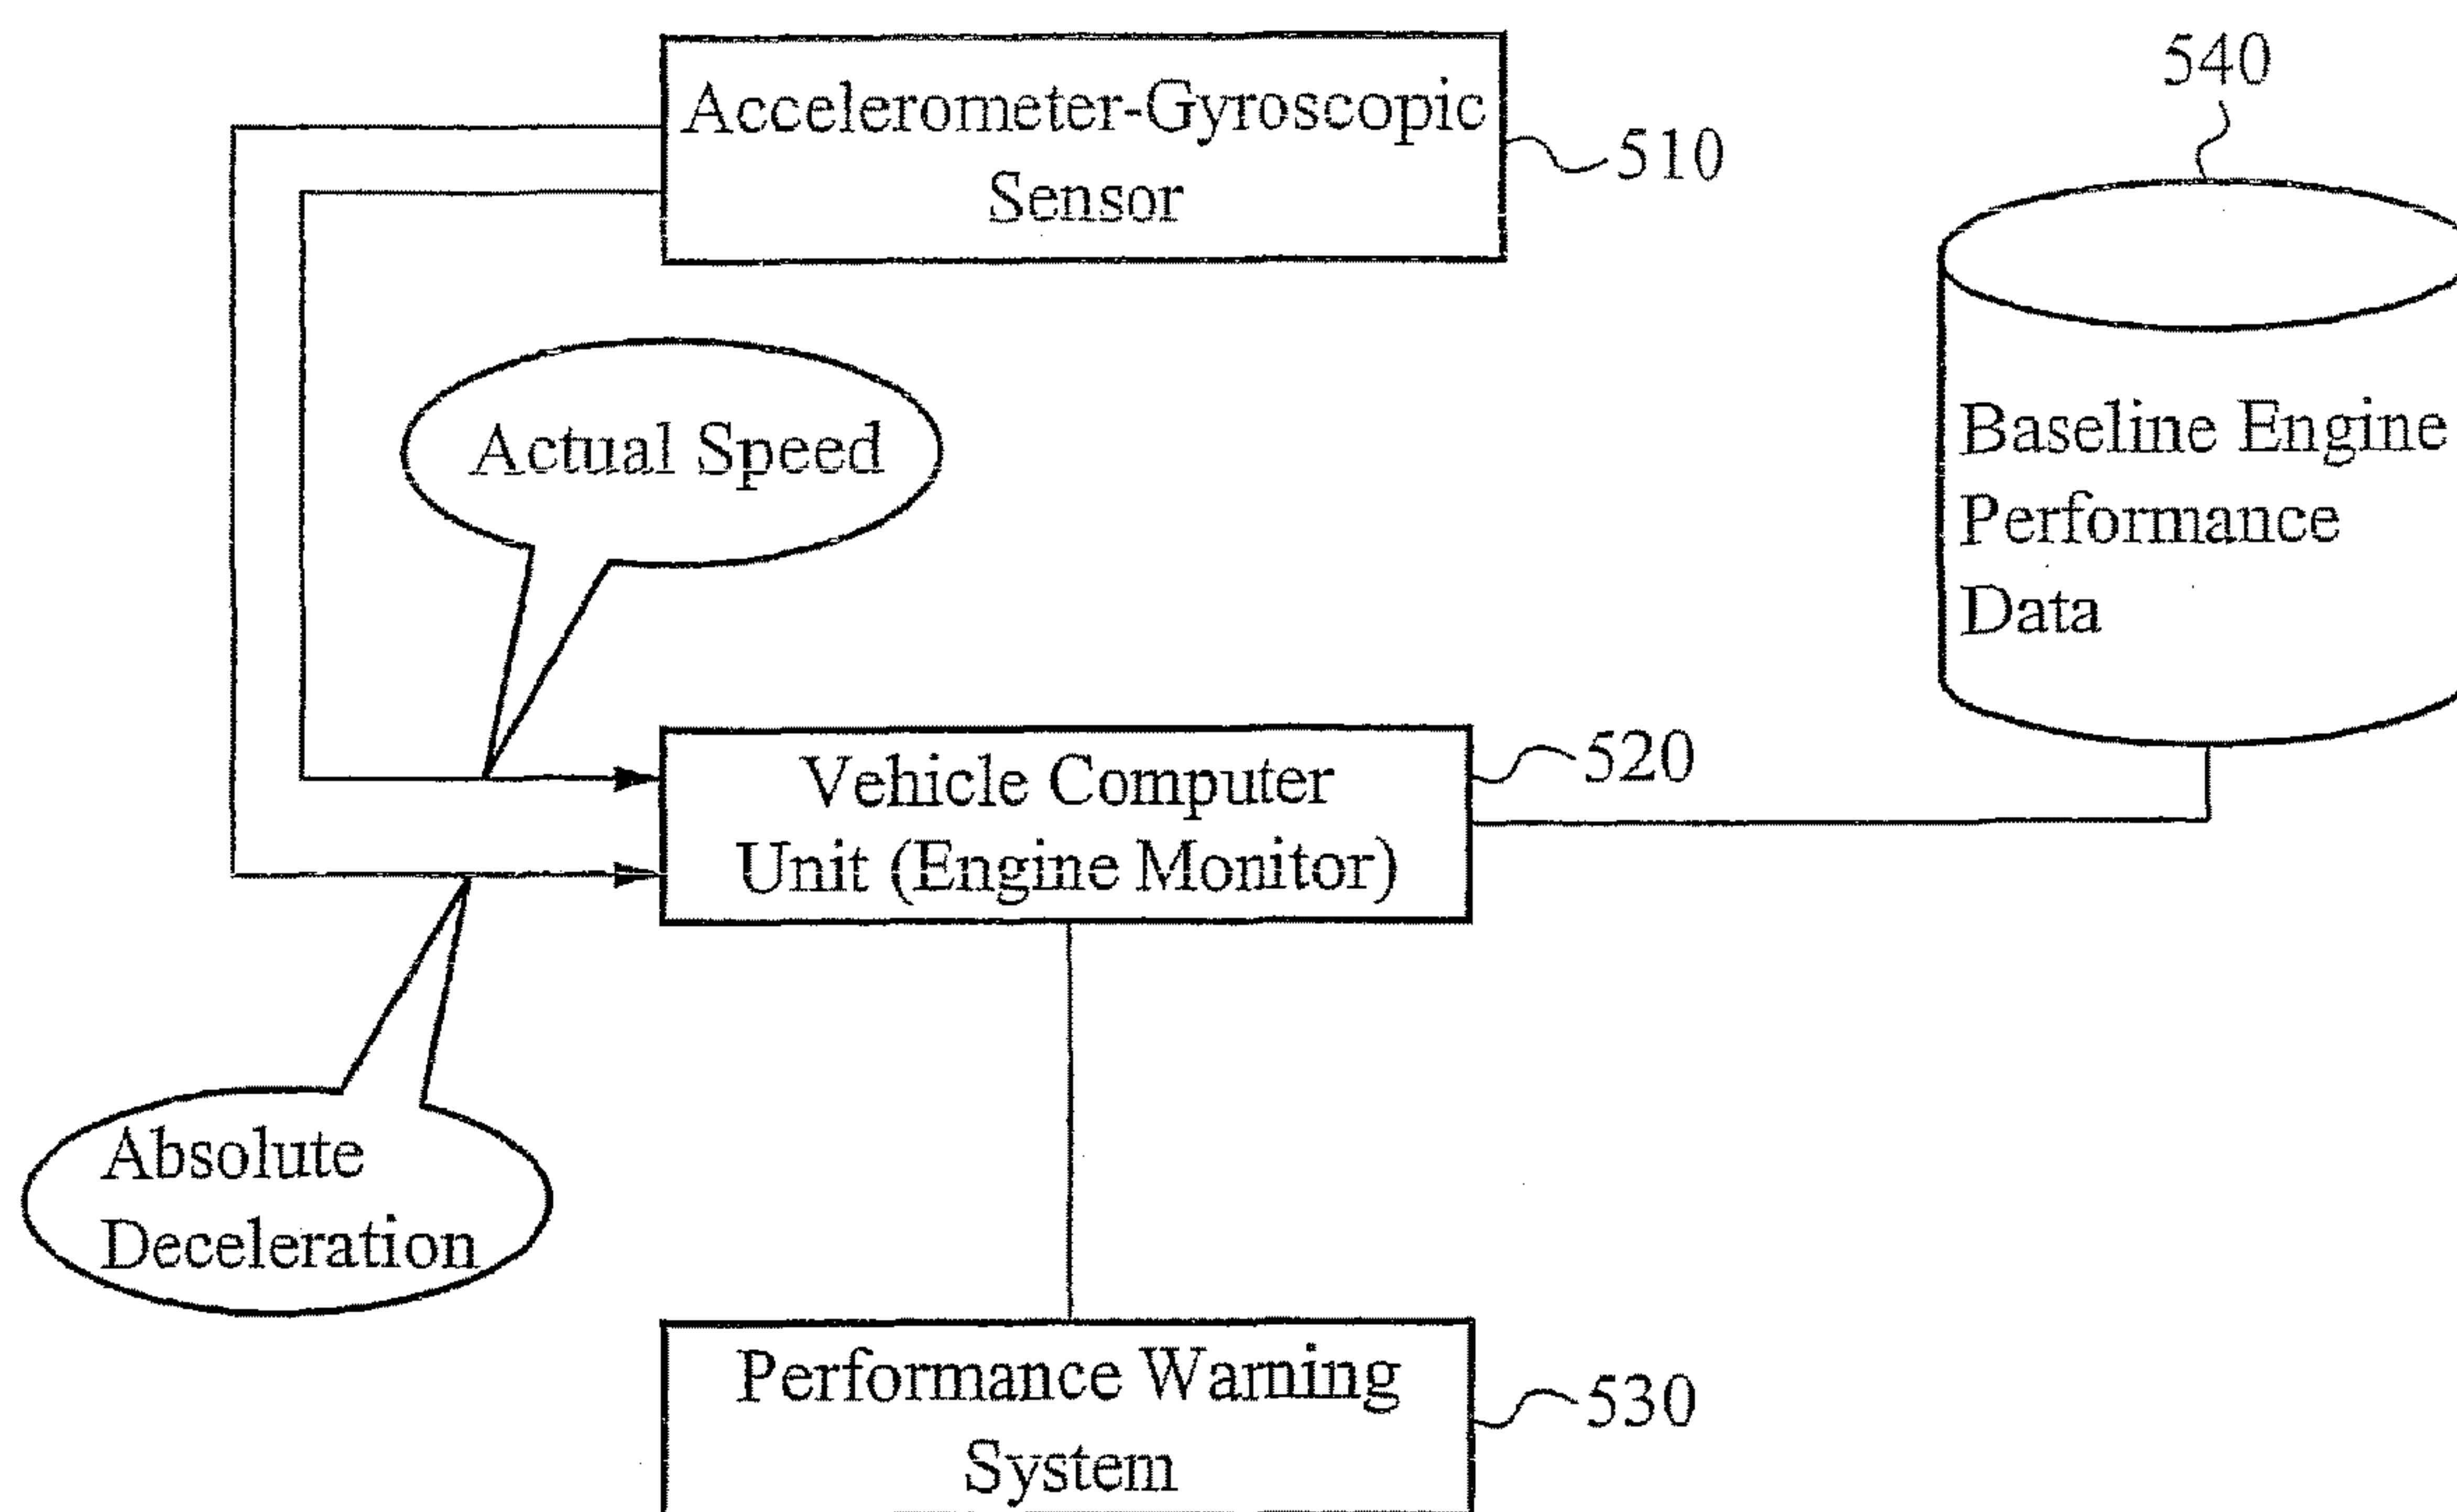 Accelerometer-Gyroscopic
Sensor
510
540
Actual Speed
Baseline Engine
Performance
Data
Vehicle Computer
Unit (Engine Monitor)
520
Absolute
Deceleration
Performance Warning
System
530